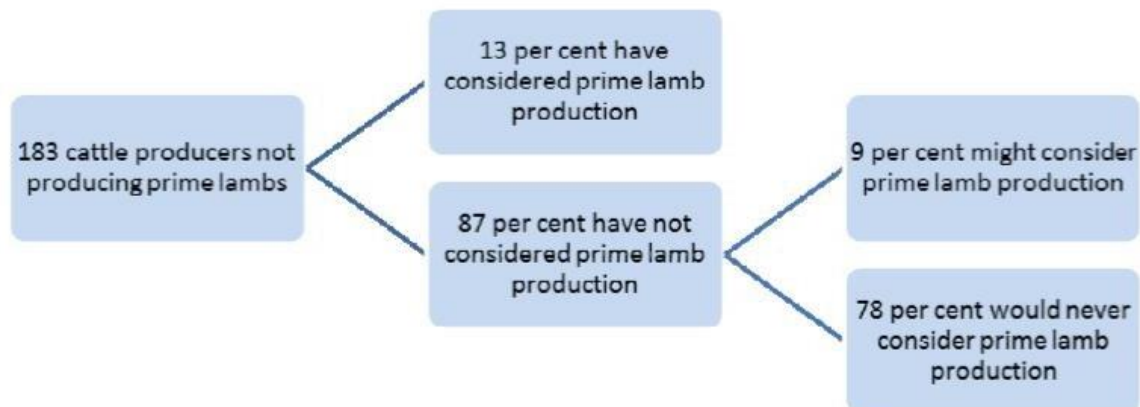 183 cattle producers not
producing prime lambs
13 per cent have
considered prime lamb
production
87 per cent have not
considered prime lamb
production
9 per cent might consider
prime lamb production
78 per cent would never
consider prime lamb
production